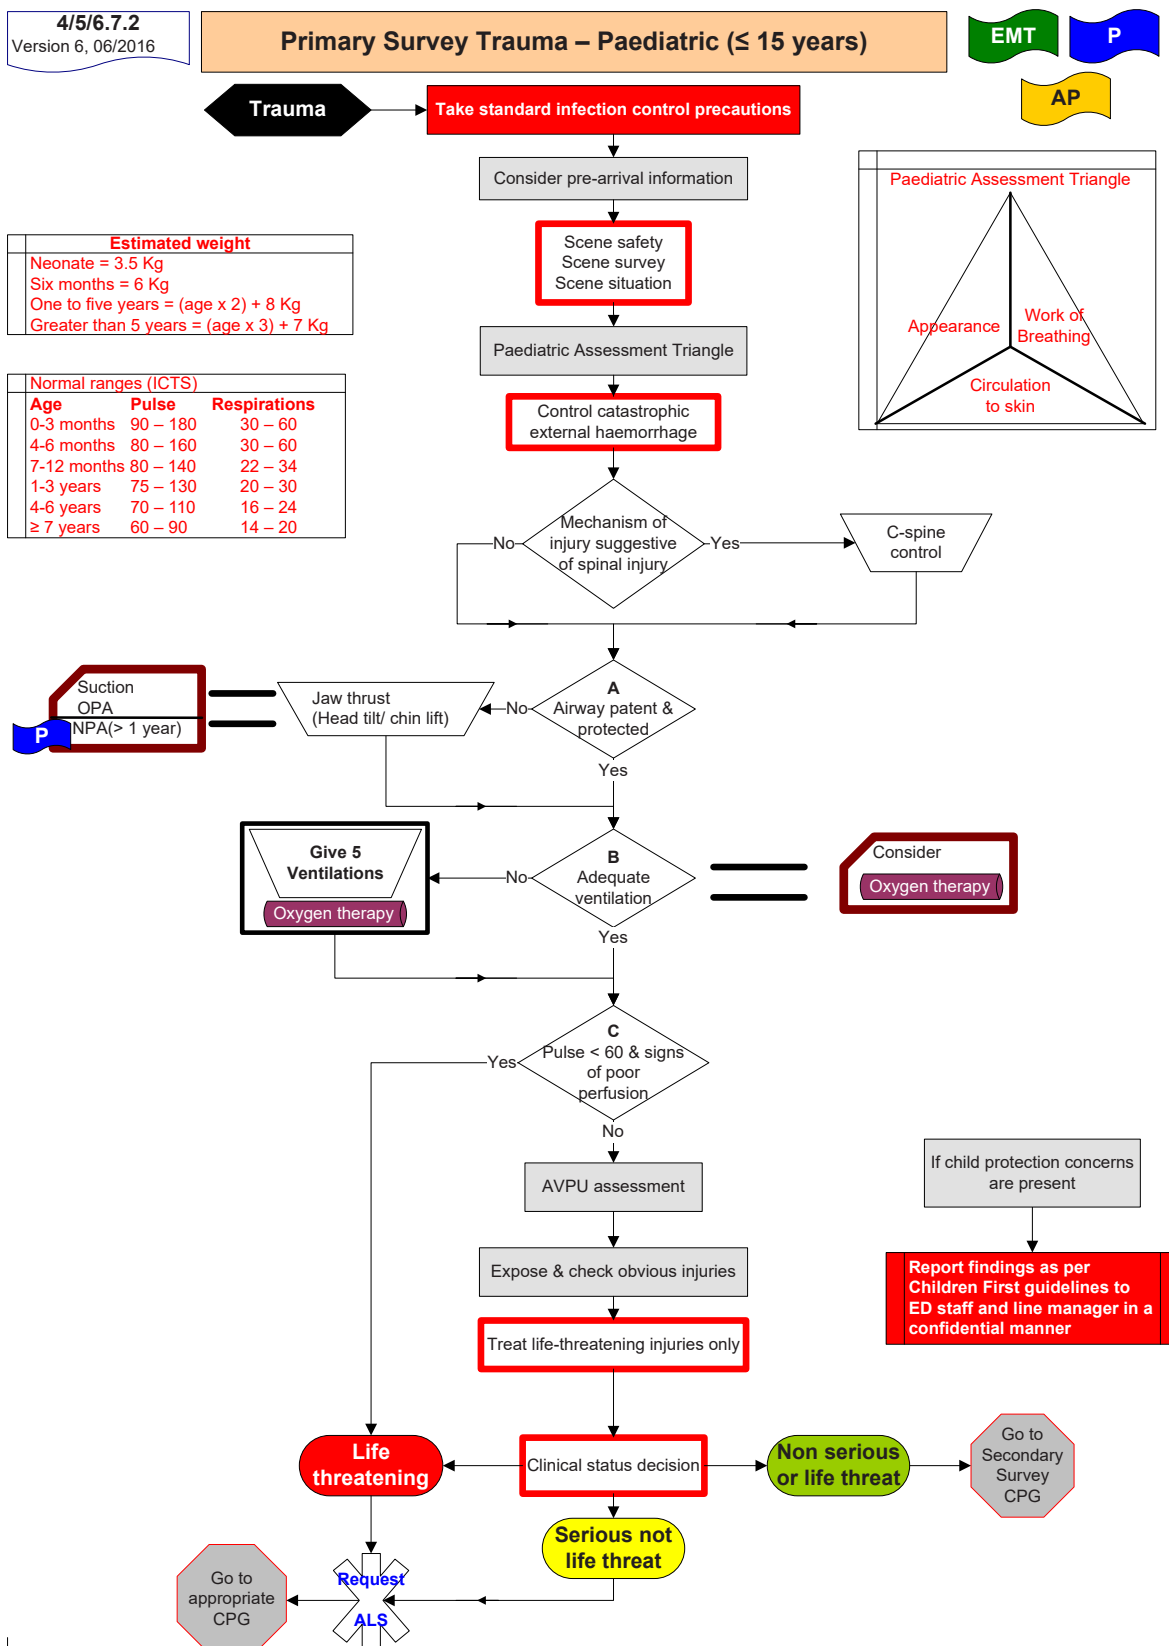 4/5/6.7.2
Version 6, 06/2016
Primary Survey Trauma – Paediatric (≤ 15 years)
EMT
P
AP
Trauma
Take standard infection control precautions
Consider pre-arrival information
Paediatric Assessment Triangle
Appearance
Work of
Breathing
Circulation
to skin
Scene safety
Scene survey
Scene situation
Estimated weight
Neonate = 3.5 Kg
Six months = 6 Kg
One to five years = (age x 2) + 8 Kg
Greater than 5 years = (age x 3) + 7 Kg
Paediatric Assessment Triangle
Normal ranges (ICTS)
Age Pulse Respirations
0-3 months 90 – 180 30 – 60
4-6 months 80 – 160 30 – 60
7-12 months 80 – 140 22 – 34
1-3 years 75 – 130 20 – 30
4-6 years 70 – 110 16 – 24
≥ 7 years 60 – 90 14 – 20
Control catastrophic
external haemorrhage
Mechanism of
injury suggestive
of spinal injury
No
Yes
C-spine
control
A
Airway patent &
protected
No
Yes
Jaw thrust
(Head tilt/ chin lift)
Suction
OPA
P
NPA(> 1 year)
B
Adequate
ventilation
No
Yes
Give 5
Ventilations
Oxygen therapy
Consider
Oxygen therapy
C
Pulse < 60 & signs
of poor
perfusion
Yes
No
AVPU assessment
Expose & check obvious injuries
Treat life-threatening injuries only
If child protection concerns
are present
Report findings as per
Children First guidelines to
ED staff and line manager in a
confidential manner
Life
threatening
Clinical status decision
Non serious
or life threat
Go to
Secondary
Survey
CPG
Serious not
life threat
Request
ALS
Go to
appropriate
CPG